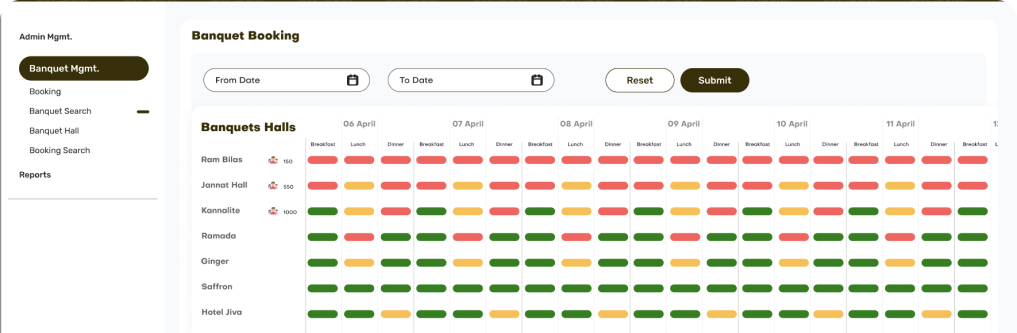 Admin Mgmt.
Banquet Mgmt.
Booking
Banquet Search
Banquet Hall
Booking Search
Reports
Banquet Booking
From Date
To Date
Reset
Submit
Banquets Halls
06 April 07 April 08 April 09 April 10 April 11 April 1
Breakfast Lunch Dinner Breakfast Lunch Dinner Breakfast Lunch Dinner Breakfast Lunch Dinner Breakfast Lunch Dinner Breakfast Lunch Dinner Breakfast L
Ram Bilas 150
Jannat Hall 550
Kannalite 1000
Ramada
Ginger
Saffron
Hotel Jiva